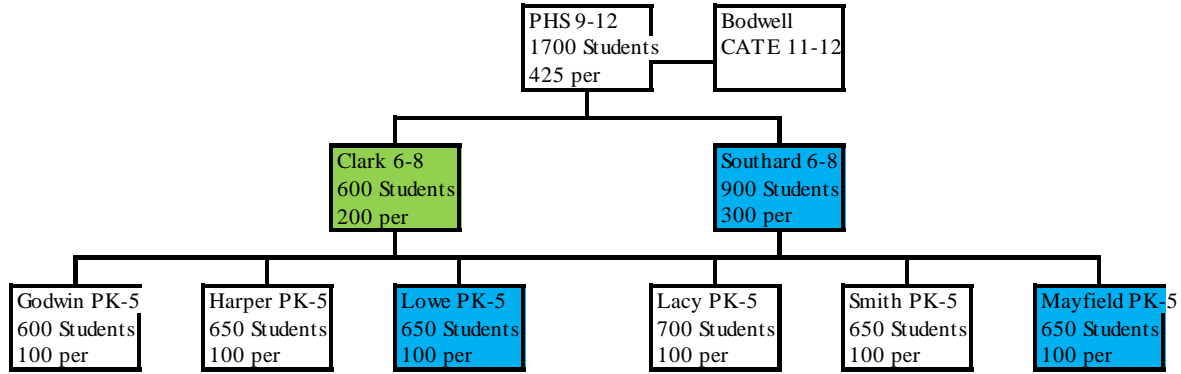 PHS 9-12
1700 Students
425 per
Bodwell
CATE 11-12
Clark 6-8
600 Students
200 per
Southard 6-8
900 Students
300 per
Godwin PK-5
600 Students
100 per
Harper PK-5
650 Students
100 per
Lowe PK-5
650 Students
100 per
Lacy PK-5
700 Students
100 per
Smith PK-5
650 Students
100 per
Mayfield PK-5
650 Students
100 per